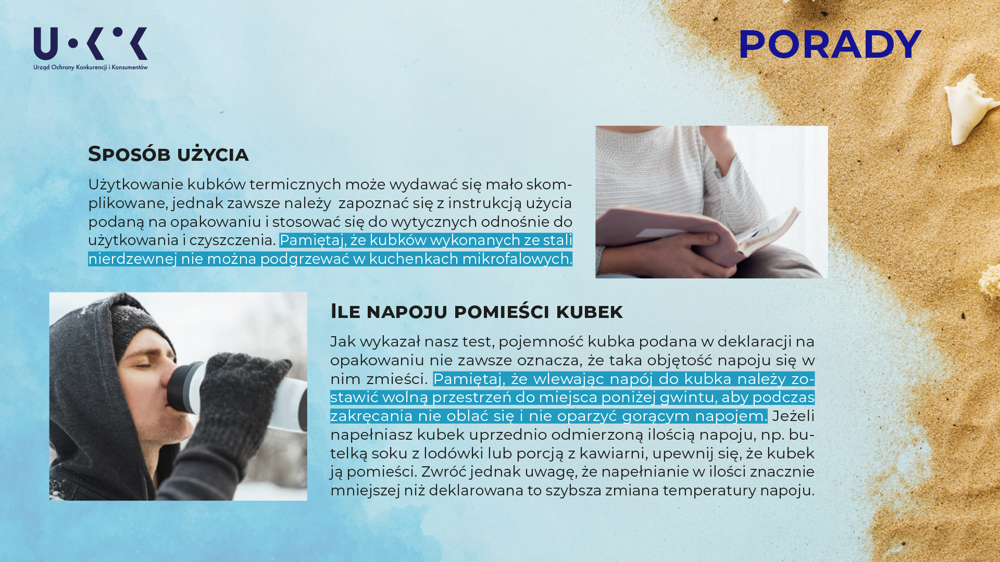 U·K·K
Urząd Ochrony Konkurencji i Konsumentów
PORADY
Sposób użycia
Użytkowanie kubków termicznych może wydawać się mało skom-
plikowane, jednak zawsze należy zapoznać się z instrukcją użycia
podaną na opakowaniu i stosować się do wytycznych odnośnie do
użytkowania i czyszczenia. Pamiętaj, że kubków wykonanych ze stali
nierdzewnej nie można podgrzewać w kuchenkach mikrofalowych.
Ile napoju pomieści kubek
Jak wykazał nasz test, pojemność kubka podana w deklaracji na
opakowaniu nie zawsze oznacza, że taka objętość napoju się w
nim zmieści. Pamiętaj, że wlewając napój do kubka należy zo-
stawić wolną przestrzeń do miejsca poniżej gwintu, aby podczas
zakręcania nie oblać się i nie oparzyć gorącym napojem. Jeżeli
napełniasz kubek uprzednio odmierzoną ilością napoju, np. bu-
telką soku z lodówki lub porcją z kawiarni, upewnij się, że kubek
ją pomieści. Zwróć jednak uwagę, że napełnianie w ilości znacznie
mniejszej niż deklarowana to szybsza zmiana temperatury napoju.